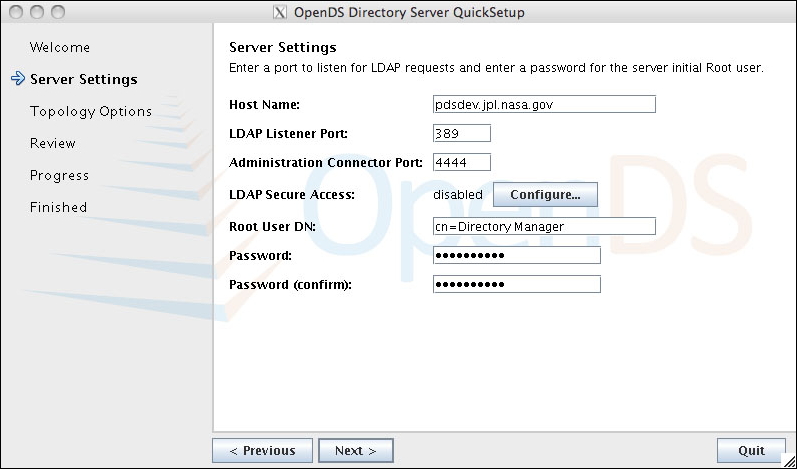 OpenDS Directory Server QuickSetup
Welcome
Server Settings
Topology Options
Review
Progress
Finished
Server Settings
Enter a port to listen for LDAP requests and enter a password for the server initial Root user.
Host Name: pdsdev.jpl.nasa.gov
LDAP Listener Port: 389
Administration Connector Port: 4444
LDAP Secure Access: disabled Configure...
Root User DN: cn=Directory Manager
Password: ●●●●●●●●●●
Password (confirm): ●●●●●●●●●●
OpenDS
< Previous Next > Quit